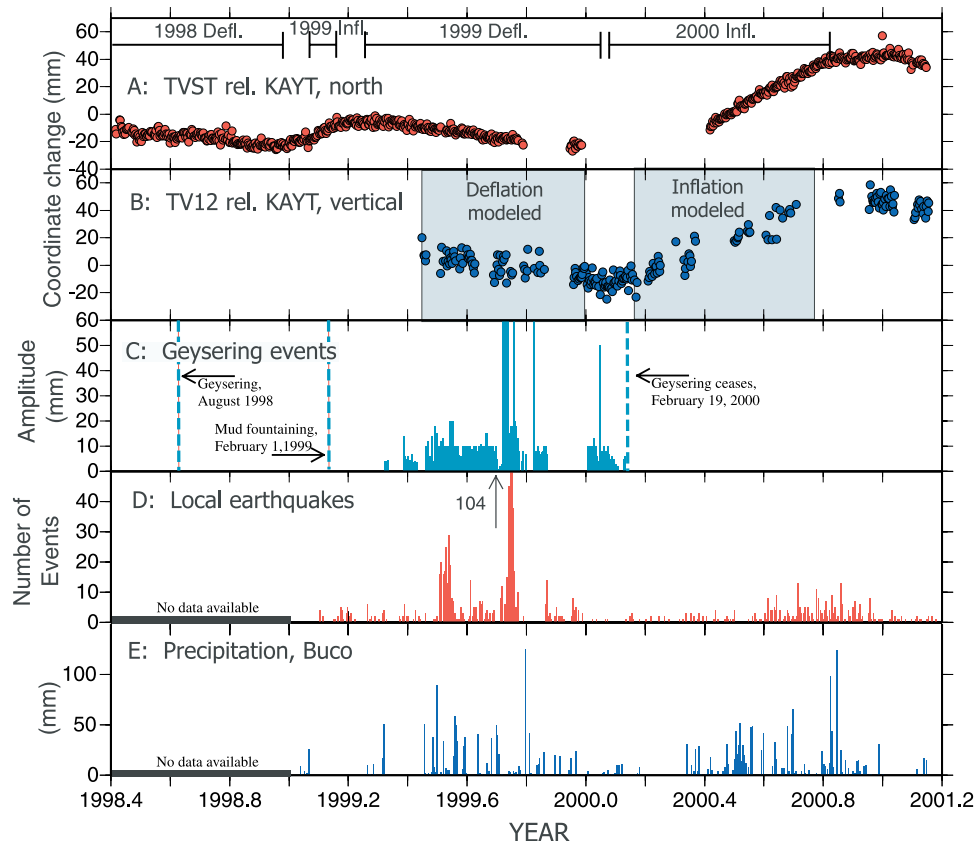 1998 Defl.
1999 Infl.
1999 Defl.
2000 Infl.
A: TVST rel. KAYT, north
60
40
20
0
-20
-40
Coordinate change (mm)
B: TV12 rel. KAYT, vertical
Deflation
modeled
Inflation
modeled
60
40
20
0
-20
C: Geysering events
60
50
40
30
20
10
0
Amplitude
(mm)
Geysering,
August 1998
Mud fountaining,
February 1,1999
Geysering ceases,
February 19, 2000
D: Local earthquakes
104
40
30
20
10
0
Number of
Events
No data available
E: Precipitation, Buco
100
50
0
(mm)
No data available
1998.4
1998.8
1999.2
1999.6
2000.0
2000.4
2000.8
2001.2
YEAR